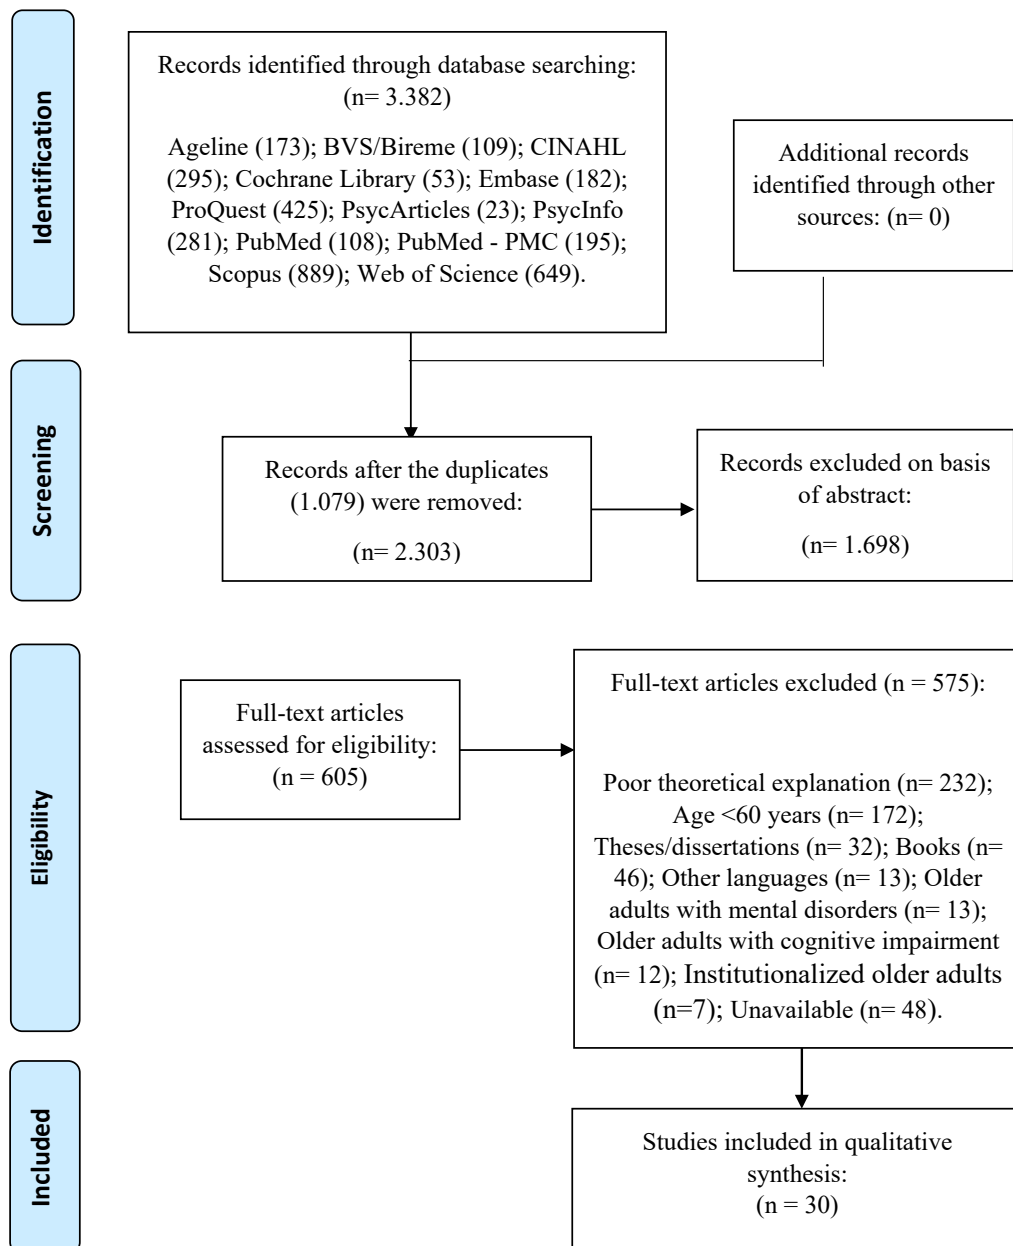 Identification
Records identified through database searching:
(n= 3.382)
Ageline (173); BVS/Bireme (109); CINAHL
(295); Cochrane Library (53); Embase (182);
ProQuest (425); PsycArticles (23); PsycInfo
(281); PubMed (108); PubMed - PMC (195);
Scopus (889); Web of Science (649).
Additional records
identified through other
sources: (n= 0)
Screening
Records after the duplicates
(1.079) were removed:
(n= 2.303)
Records excluded on basis
of abstract:
(n= 1.698)
Eligibility
Full-text articles
assessed for eligibility:
(n = 605)
Full-text articles excluded (n = 575):
Poor theoretical explanation (n= 232);
Age <60 years (n= 172);
Theses/dissertations (n= 32); Books (n=
46); Other languages (n= 13); Older
adults with mental disorders (n= 13);
Older adults with cognitive impairment
(n= 12); Institutionalized older adults
(n=7); Unavailable (n= 48).
Included
Studies included in qualitative
synthesis:
(n = 30)